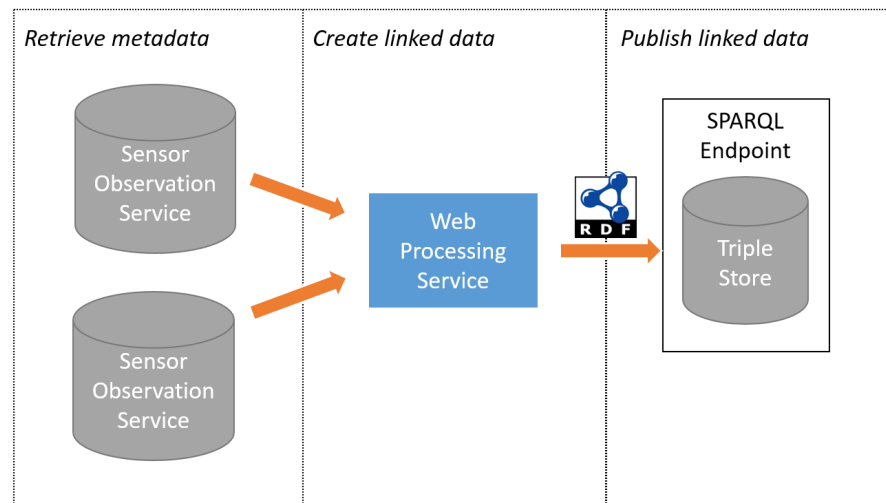 Retrieve metadata
Create linked data
Publish linked data
Sensor
Observation
Service
Sensor
Observation
Service
Web
Processing
Service
RDF
SPARQL
Endpoint
Triple
Store